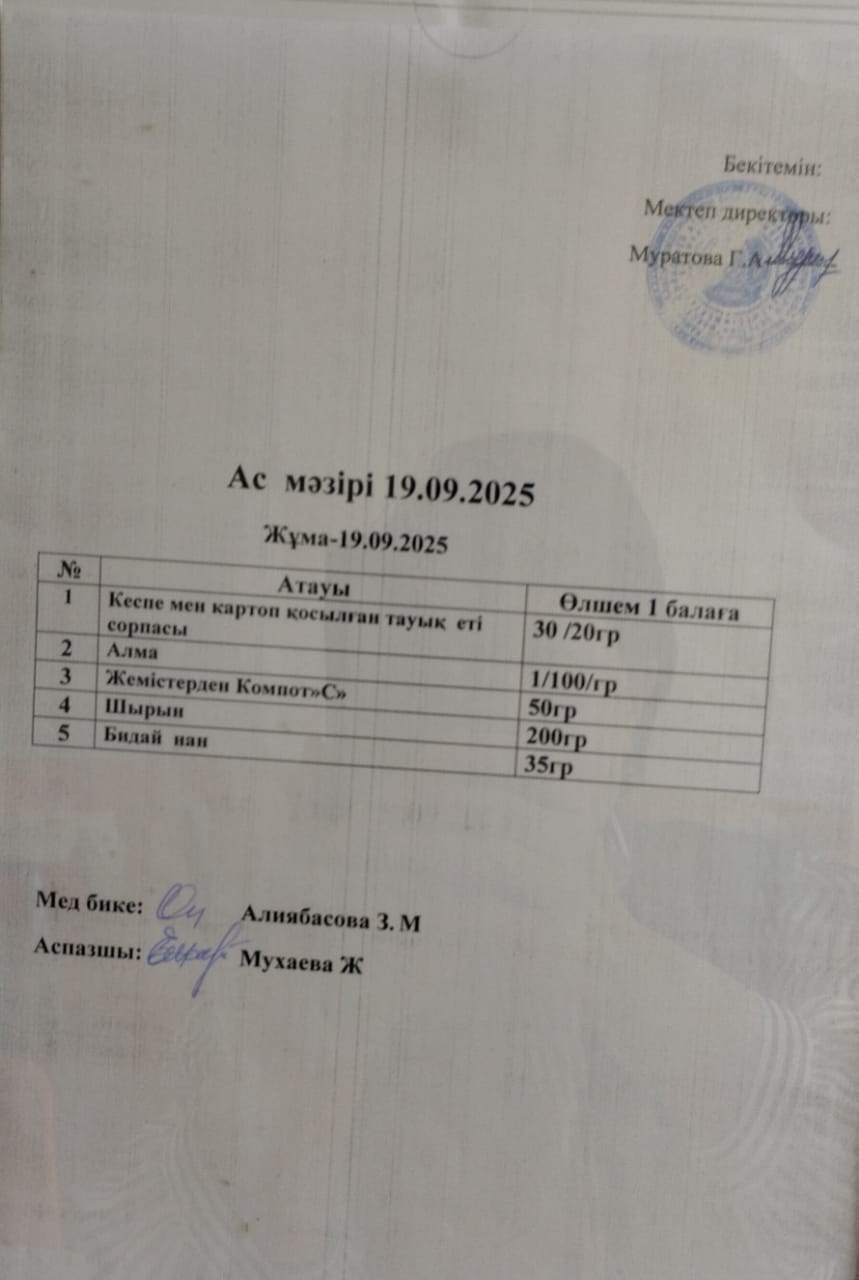 Бекітемін:
Мектеп директоры:
Муратова Г.А
Ас мәзірі 19.09.2025
Жұма-19.09.2025
№ Атауы Өлшем 1 балаға
1 Кеспе мен картоп қосылған тауық еті 30 /20гр
сорпасы
2 Алма 1/100/гр
3 Жемістерден Компот»С» 50гр
4 Шырын 200гр
5 Бидай нан 35гр
Мед бике: Алиябасова З. М
Аспазшы: Мухаева Ж